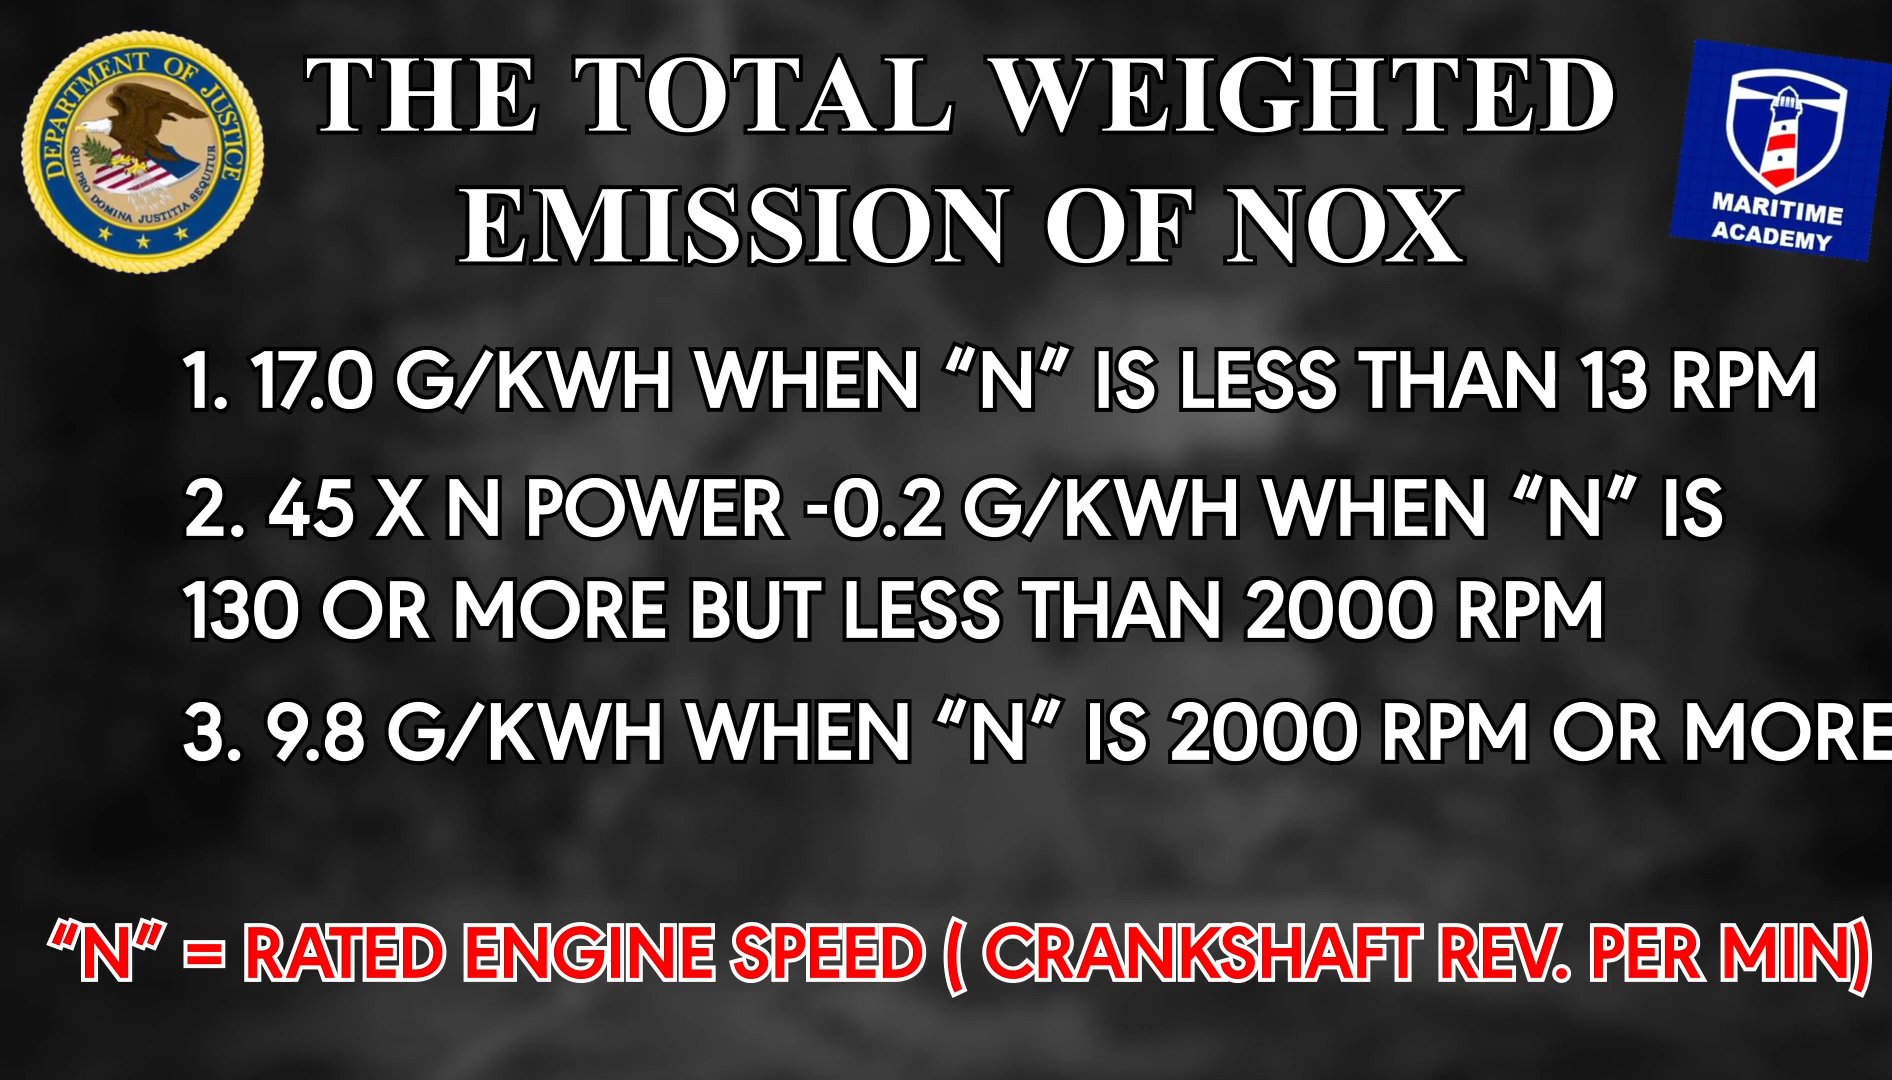 DEPARTMENT OF JUSTICE
QUI PRO DOMINA JUSTITIA SEQUITUR
THE TOTAL WEIGHTED
EMISSION OF NOX
MARITIME
ACADEMY
1. 17.0 G/KWH WHEN “N” IS LESS THAN 13 RPM
2. 45 X N POWER -0.2 G/KWH WHEN “N” IS
130 OR MORE BUT LESS THAN 2000 RPM
3. 9.8 G/KWH WHEN “N” IS 2000 RPM OR MORE
“N” = RATED ENGINE SPEED ( CRANKSHAFT REV. PER MIN)